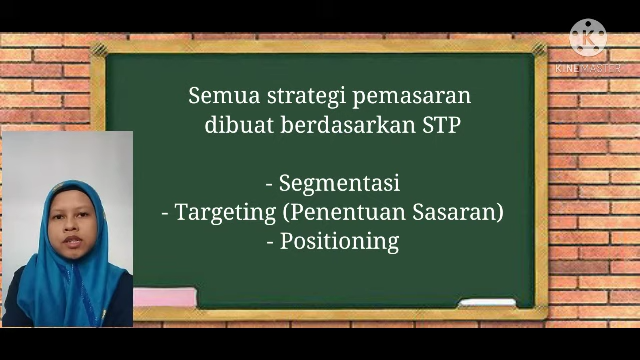 KINEMASTER
Semua strategi pemasaran
dibuat berdasarkan STP
- Segmentasi
- Targeting (Penentuan Sasaran)
- Positioning